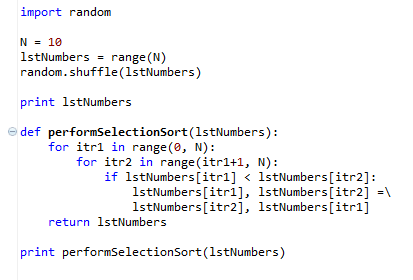 import random
N = 10
lstNumbers = range(N)
random.shuffle(lstNumbers)
print lstNumbers
def performSelectionSort(lstNumbers):
    for itr1 in range(0, N):
        for itr2 in range(itr1+1, N):
            if lstNumbers[itr1] < lstNumbers[itr2]:
                lstNumbers[itr1], lstNumbers[itr2] =\
                lstNumbers[itr2], lstNumbers[itr1]
    return lstNumbers
print performSelectionSort(lstNumbers)